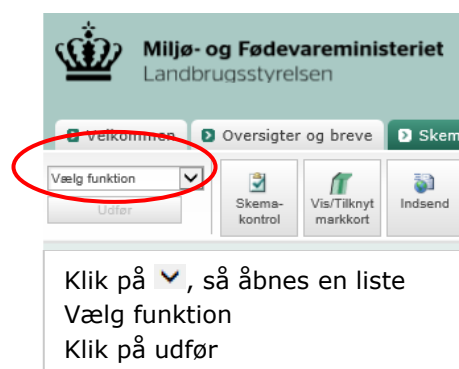 Miljø- og Fødevareministeriet
Landbrugsstyrelsen
Velkommen
Oversigter og breve
Skem
Vælg funktion
Udfør
Skema-
kontrol
Vis/Tilknyt
markkort
Indsend
Klik på , så åbnes en liste
Vælg funktion
Klik på udfør